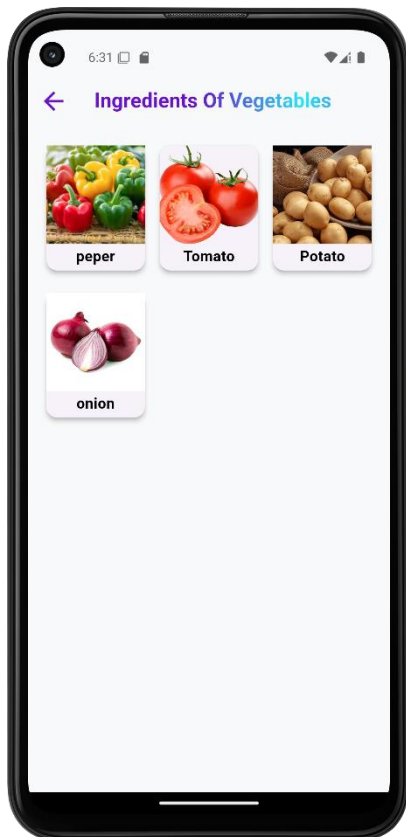 6:31
Ingredients Of Vegetables
peper
Tomato
Potato
onion